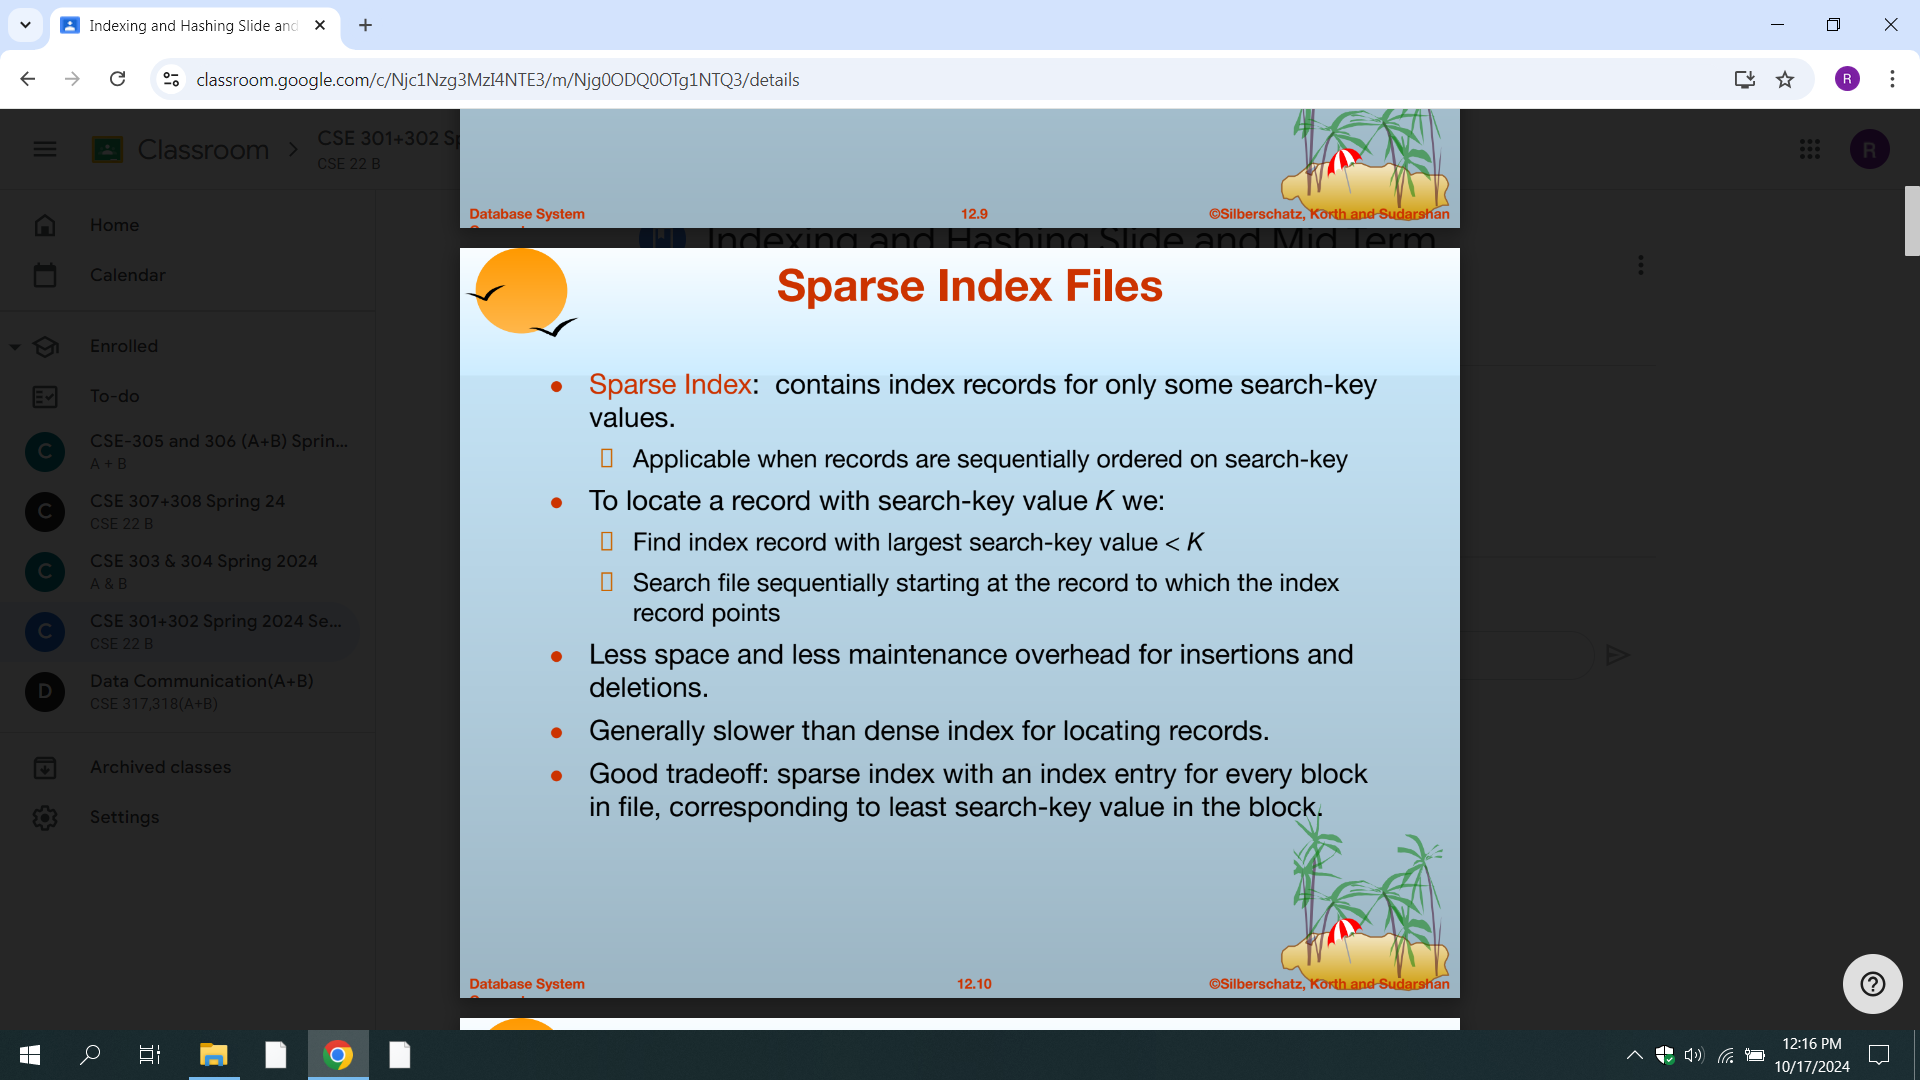 Indexing and Hashing Slide and
classroom.google.com/c/Njc1Nzg3MzI4NTE3/m/Njg0ODQ0OTg1NTQ3/details
R
Classroom
CSE 301+302 Sp
CSE 22 B
R
Home
Calendar
Enrolled
To-do
C
CSE-305 and 306 (A+B) Sprin...
A + B
C
CSE 307+308 Spring 24
CSE 22 B
C
CSE 303 & 304 Spring 2024
A & B
C
CSE 301+302 Spring 2024 Se...
CSE 22 B
D
Data Communication(A+B)
CSE 317,318(A+B)
Archived classes
Settings
Database System
12.9
©Silberschatz, Korth and Sudarshan
Indexing and Hashing Slide and Mid Term
Sparse Index Files
● Sparse Index: contains index records for only some search-key
values.
Applicable when records are sequentially ordered on search-key
● To locate a record with search-key value K we:
Find index record with largest search-key value < K
Search file sequentially starting at the record to which the index
record points
● Less space and less maintenance overhead for insertions and
deletions.
● Generally slower than dense index for locating records.
● Good tradeoff: sparse index with an index entry for every block
in file, corresponding to least search-key value in the block.
Database System
12.10
©Silberschatz, Korth and Sudarshan
12:16 PM
10/17/2024